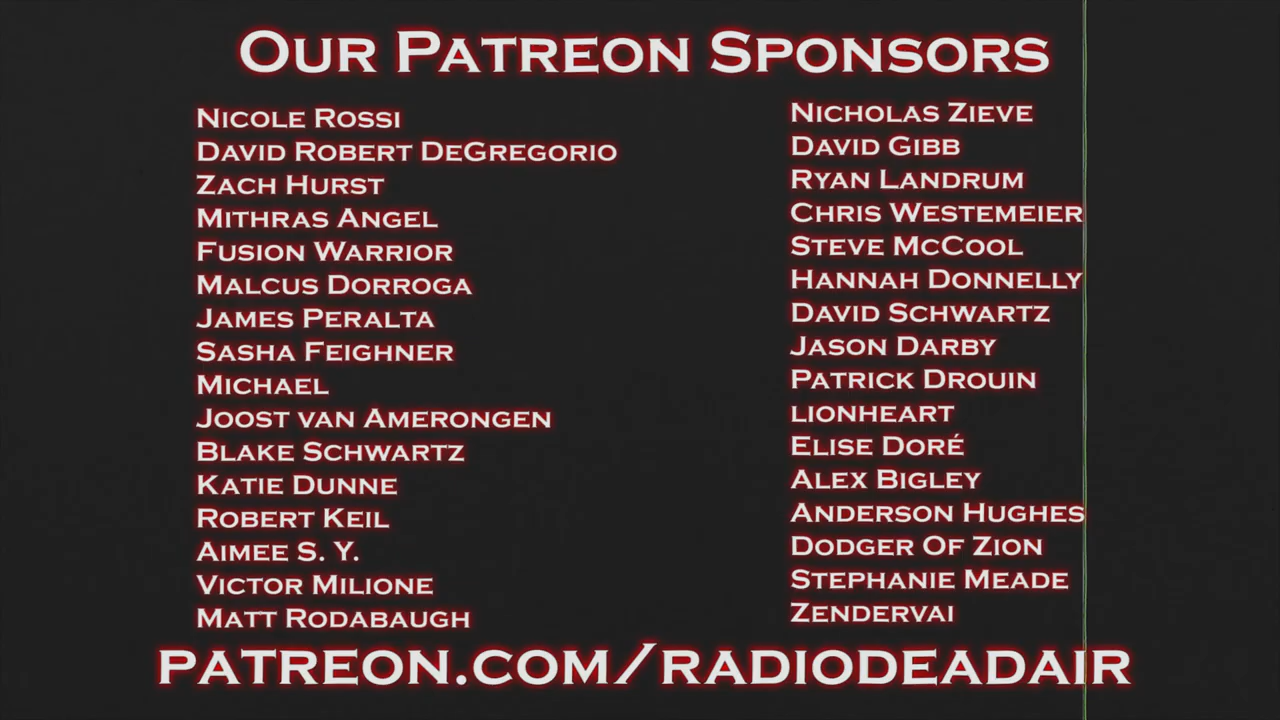 Our Patreon Sponsors
Nicole Rossi
David Robert DeGregorio
Zach Hurst
Mithras Angel
Fusion Warrior
Malcus Dorroga
James Peralta
Sasha Feighner
Michael
Joost van Amerongen
Blake Schwartz
Katie Dunne
Robert Keil
Aimee S. Y.
Victor Milione
Matt Rodabaugh
Nicholas Zieve
David Gibb
Ryan Landrum
Chris Westemeier
Steve McCool
Hannah Donnelly
David Schwartz
Jason Darby
Patrick Drouin
lionheart
Elise Doré
Alex Bigley
Anderson Hughes
Dodger Of Zion
Stephanie Meade
Zendervai
patreon.com/radiodeadair